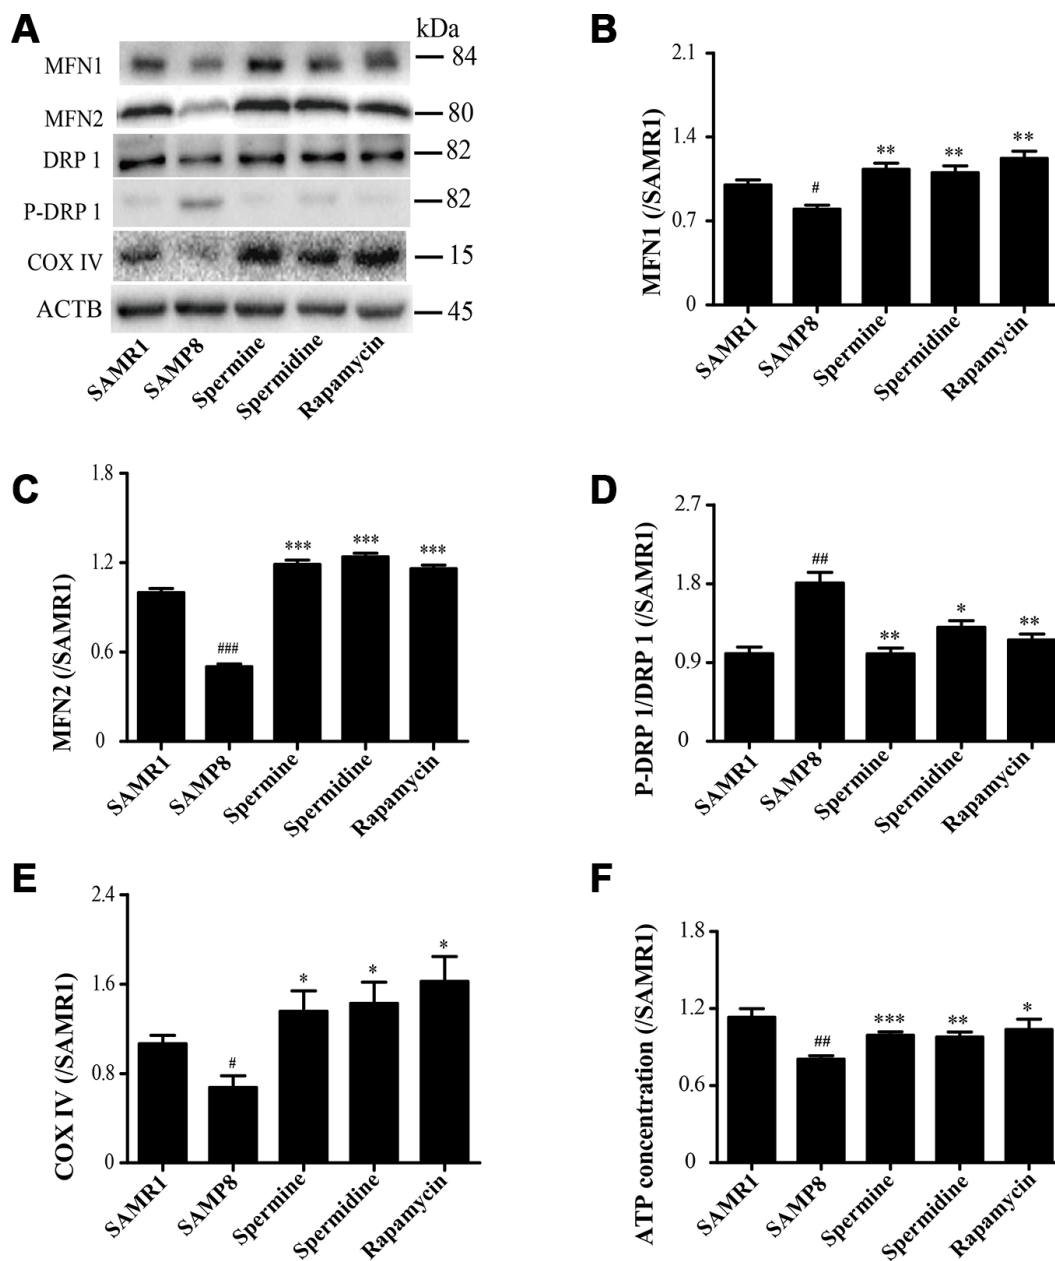 A
kDa
MFN1
84
MFN2
80
DRP 1
82
P-DRP 1
82
COX IV
15
ACTB
45
SAMR1
SAMP8
Spermine
Spermidine
Rapamycin
B
MFN1 (/SAMR1)
2.1
1.4
0.7
0
#
**
**
**
SAMR1
SAMP8
Spermine
Spermidine
Rapamycin
C
MFN2 (/SAMR1)
1.8
1.2
0.6
0
###
***
***
***
SAMR1
SAMP8
Spermine
Spermidine
Rapamycin
D
P-DRP 1/DRP 1 (/SAMR1)
2.7
1.8
0.9
0
##
**
*
**
SAMR1
SAMP8
Spermine
Spermidine
Rapamycin
E
COX IV (/SAMR1)
2.4
1.6
0.8
0
#
*
*
*
SAMR1
SAMP8
Spermine
Spermidine
Rapamycin
F
ATP concentration (/SAMR1)
1.8
1.2
0.6
0
##
***
**
*
SAMR1
SAMP8
Spermine
Spermidine
Rapamycin